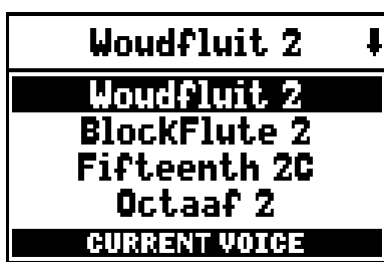 Woudfluit 2
Woudfluit 2
BlockFlute 2
Fifteenth 2C
Octaaf 2
CURRENT VOICE